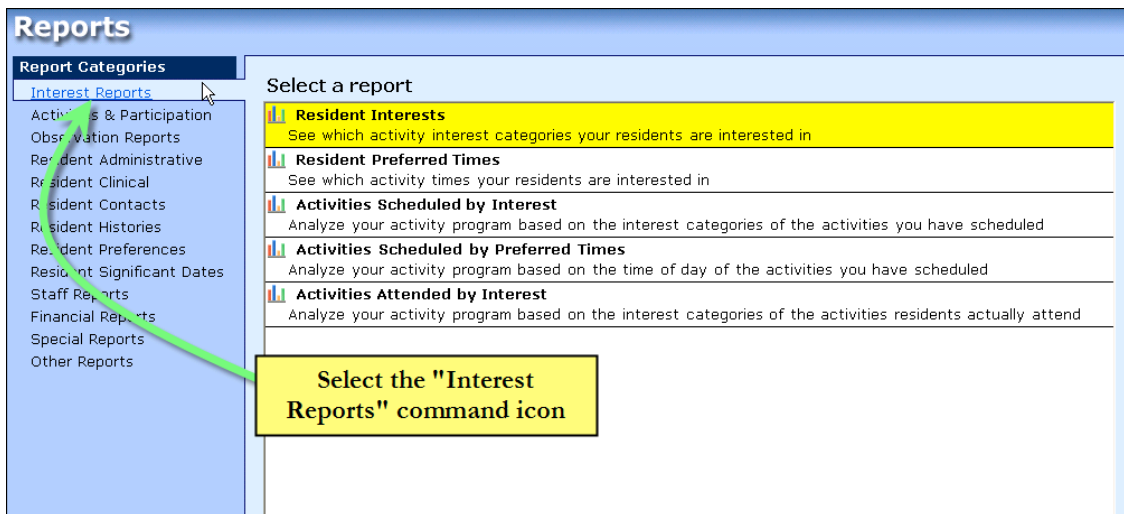 Reports
Report Categories
Interest Reports
Activities & Participation
Observation Reports
Resident Administrative
Resident Clinical
Resident Contacts
Resident Histories
Resident Preferences
Resident Significant Dates
Staff Reports
Financial Reports
Special Reports
Other Reports
Select a report
Resident Interests
See which activity interest categories your residents are interested in
Resident Preferred Times
See which activity times your residents are interested in
Activities Scheduled by Interest
Analyze your activity program based on the interest categories of the activities you have scheduled
Activities Scheduled by Preferred Times
Analyze your activity program based on the time of day of the activities you have scheduled
Activities Attended by Interest
Analyze your activity program based on the interest categories of the activities residents actually attend
Select the "Interest
Reports" command icon